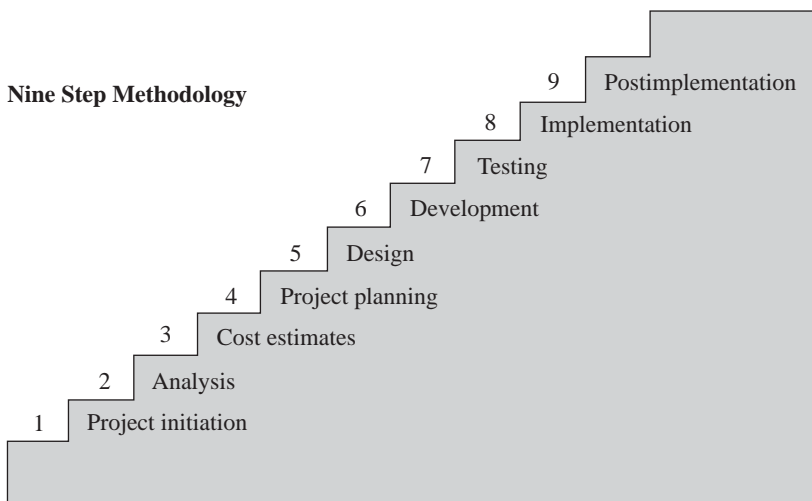 Nine Step Methodology
9
Postimplementation
8
Implementation
7
Testing
6
Development
5
Design
4
Project planning
3
Cost estimates
2
Analysis
1
Project initiation